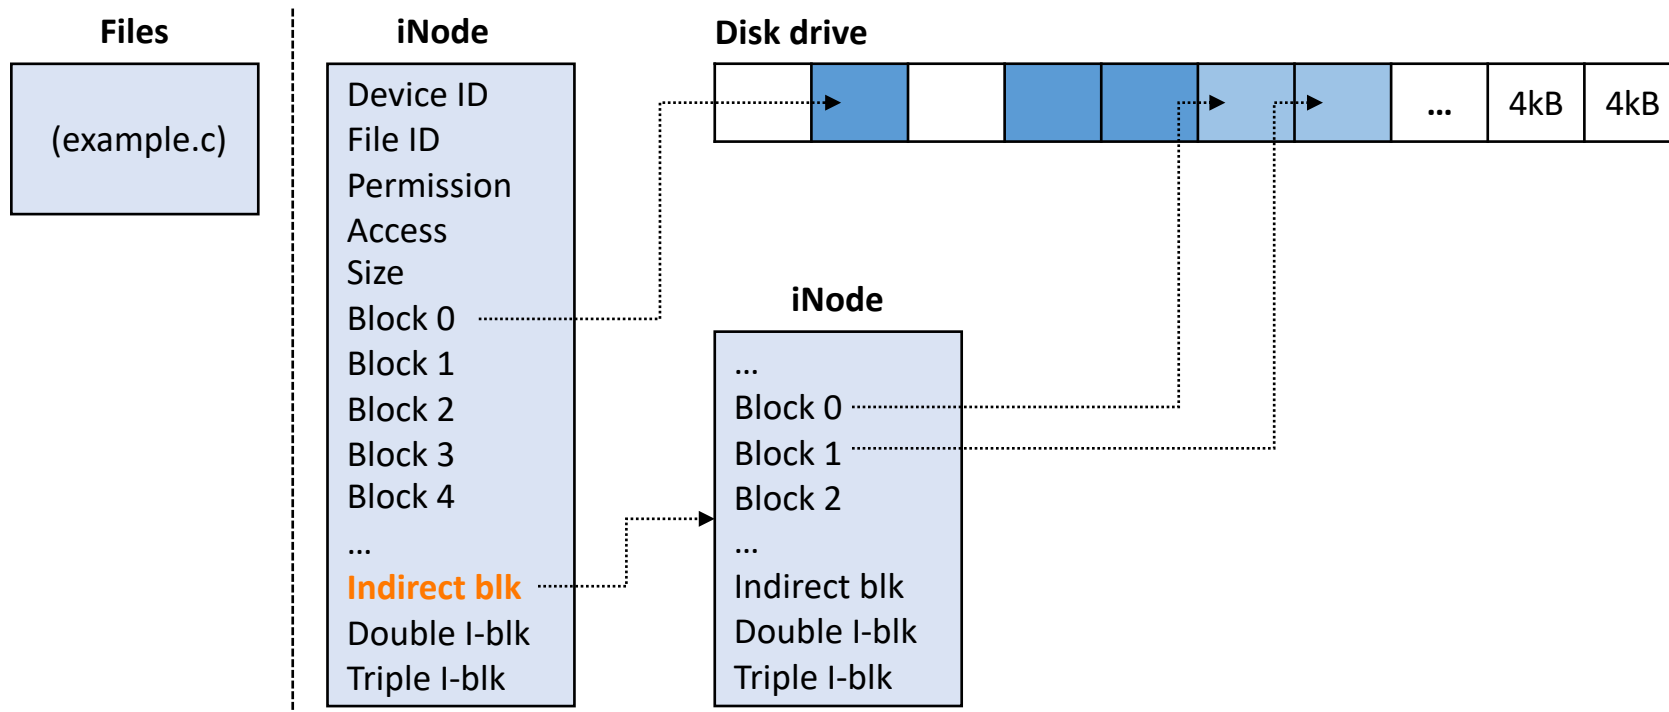 Files
(example.c)
iNode
Device ID
File ID
Permission
Access
Size
Block 0
Block 1
Block 2
Block 3
Block 4
...
Indirect blk
Double I-blk
Triple I-blk
Disk drive
... 4kB 4kB
iNode
...
Block 0
Block 1
Block 2
...
Indirect blk
Double I-blk
Triple I-blk